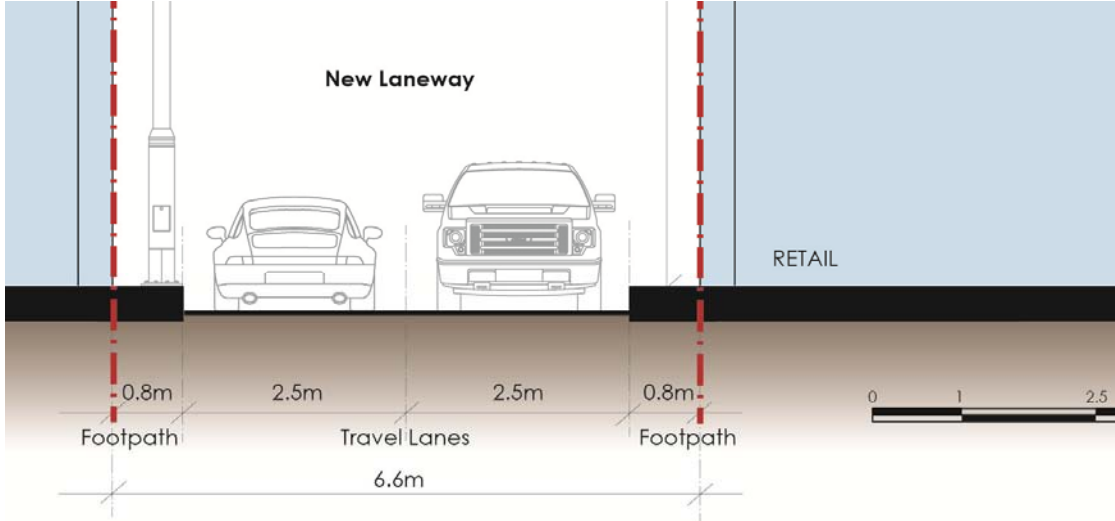 New Laneway
RETAIL
0.8m 2.5m 2.5m 0.8m
0 1 2.5
Footpath Travel Lanes Footpath
6.6m